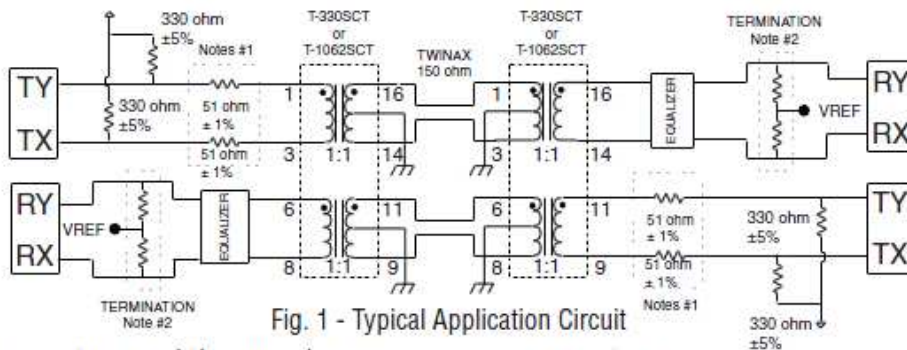 330 ohm
±5%
Notes #1
T-330SCT
or
T-1062SCT
TWINAX
150 ohm
T-330SCT
or
T-1062SCT
TERMINATION
Note #2
TY
TX
330 ohm
±5%
51 ohm
± 1%
51 ohm
± 1%
1
16
3
1:1
14
1
16
3
1:1
14
EQUALIZER
VREF
RY
RX
RY
RX
VREF
EQUALIZER
6
11
8
1:1
9
6
11
8
1:1
9
51 ohm
± 1%
51 ohm
± 1%
Notes #1
330 ohm
±5%
TY
TX
TERMINATION
Note #2
330 ohm
±5%
Fig. 1 - Typical Application Circuit